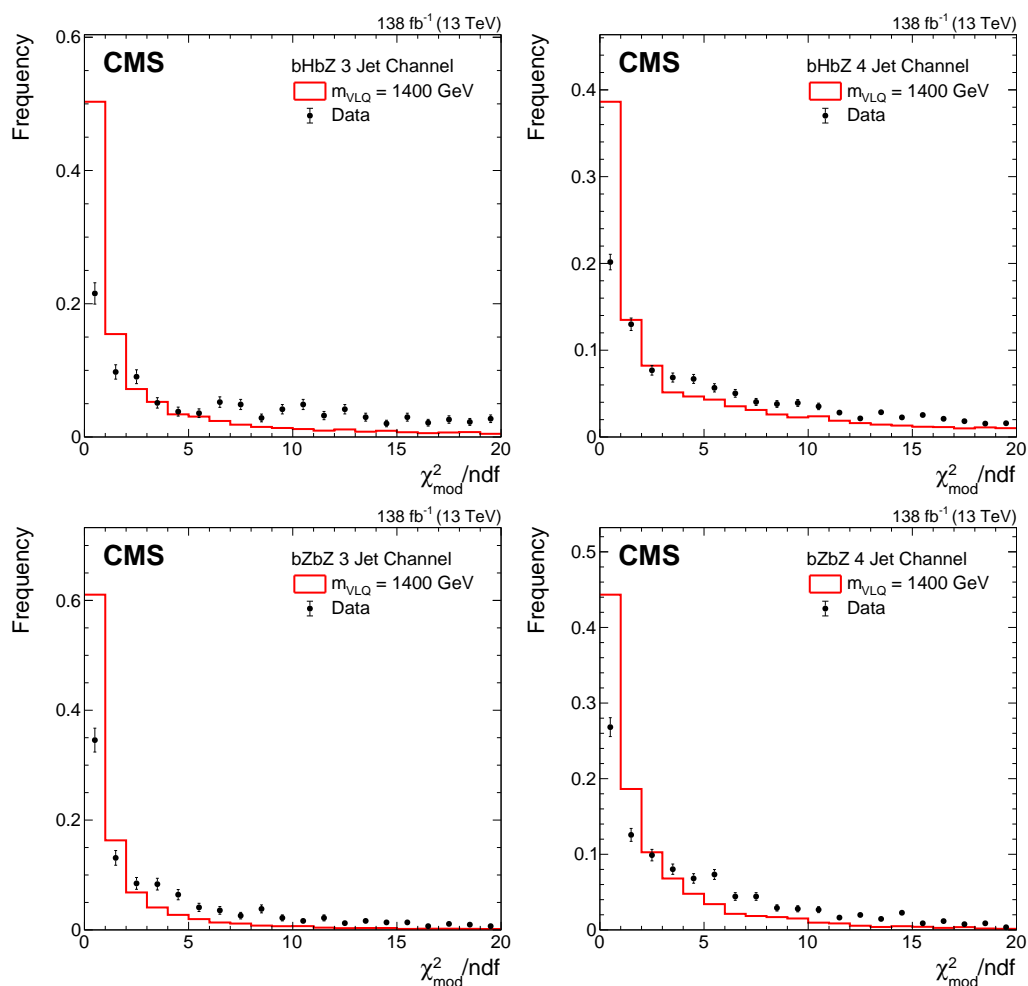 138 fb⁻¹ (13 TeV)
CMS
bHbZ 3 Jet Channel
m_VLQ = 1400 GeV
Data
Frequency
0.6
0.4
0.2
0
0 5 10 15 20
χ²_mod/ndf
138 fb⁻¹ (13 TeV)
CMS
bHbZ 4 Jet Channel
m_VLQ = 1400 GeV
Data
Frequency
0.4
0.3
0.2
0.1
0
0 5 10 15 20
χ²_mod/ndf
138 fb⁻¹ (13 TeV)
CMS
bZbZ 3 Jet Channel
m_VLQ = 1400 GeV
Data
Frequency
0.6
0.4
0.2
0
0 5 10 15 20
χ²_mod/ndf
138 fb⁻¹ (13 TeV)
CMS
bZbZ 4 Jet Channel
m_VLQ = 1400 GeV
Data
Frequency
0.5
0.4
0.3
0.2
0.1
0
0 5 10 15 20
χ²_mod/ndf